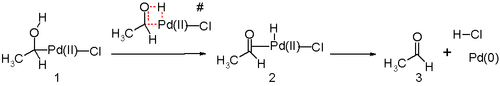 H
O
H₃C H Pd(II)-Cl
1
O H #
H₃C H Pd(II)-Cl
O H
H₃C H Pd(II)-Cl
2
O
H₃C H
3
+
H-Cl
Pd(0)